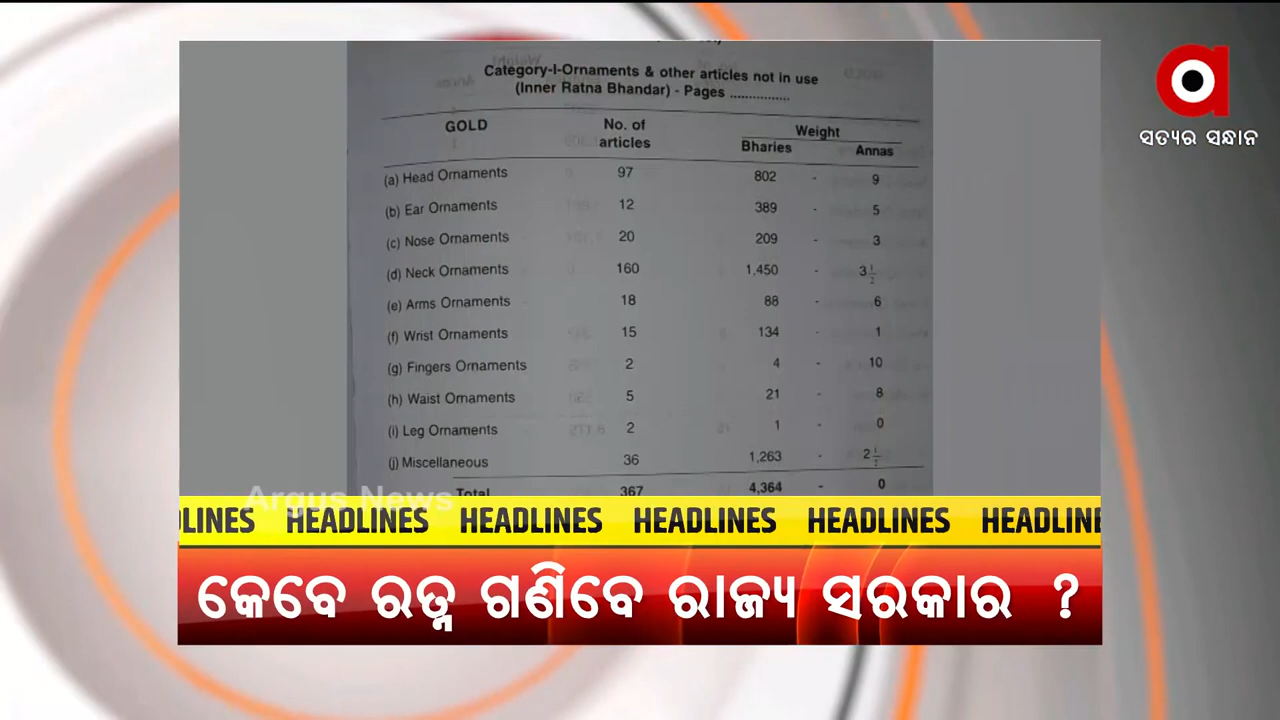 Category-I-Ornaments & other articles not in use
(Inner Ratna Bhandar) - Pages ................
GOLD No. of articles Weight
Bharies Annas
(a) Head Ornaments 97 802 - 9
(b) Ear Ornaments 12 389 - 5
(c) Nose Ornaments 20 209 - 3
(d) Neck Ornaments 160 1,450 - 3 1/2
(e) Arms Ornaments 18 88 - 6
(f) Wrist Ornaments 15 134 - 1
(g) Fingers Ornaments 2 4 - 10
(h) Waist Ornaments 5 21 - 8
(i) Leg Ornaments 2 1 - 0
(j) Miscellaneous 36 1,263 - 2 1/2
Total 367 4,364 - 0
ସତ୍ୟର ସନ୍ଧାନ
Argus News
HEADLINES HEADLINES HEADLINES HEADLINES
କେବେ ରତ୍ନ ଗଣିବେ ରାଜ୍ୟ ସରକାର ?